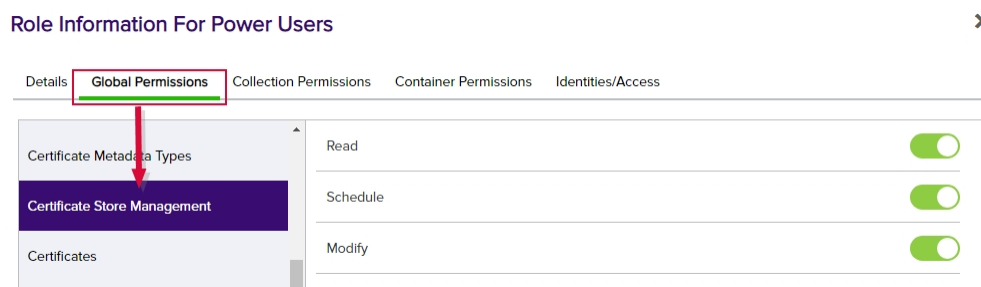 Role Information For Power Users
Details Global Permissions Collection Permissions Container Permissions Identities/Access
Certificate Metadata Types
Certificate Store Management
Certificates
Read
Schedule
Modify